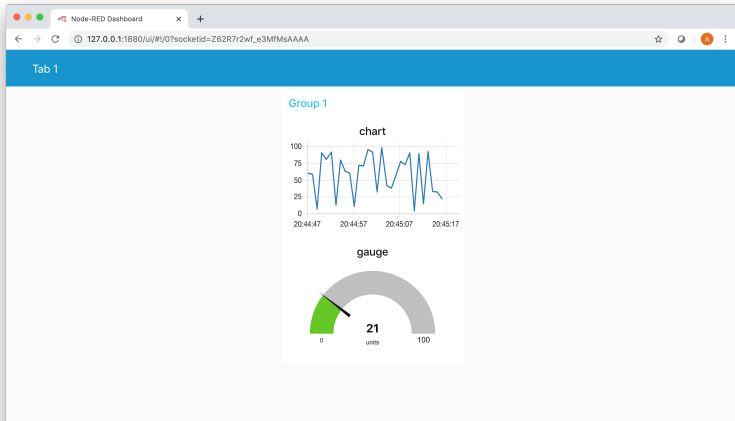 Node-RED Dashboard
127.0.0.1:1880/ui/#!/0?socketid=Z62R7r2wf_e3MfMsAAAA
A
Tab 1
Group 1
chart
100
75
50
25
0
20:44:47 20:44:57 20:45:07 20:45:17
gauge
21
units
0 100